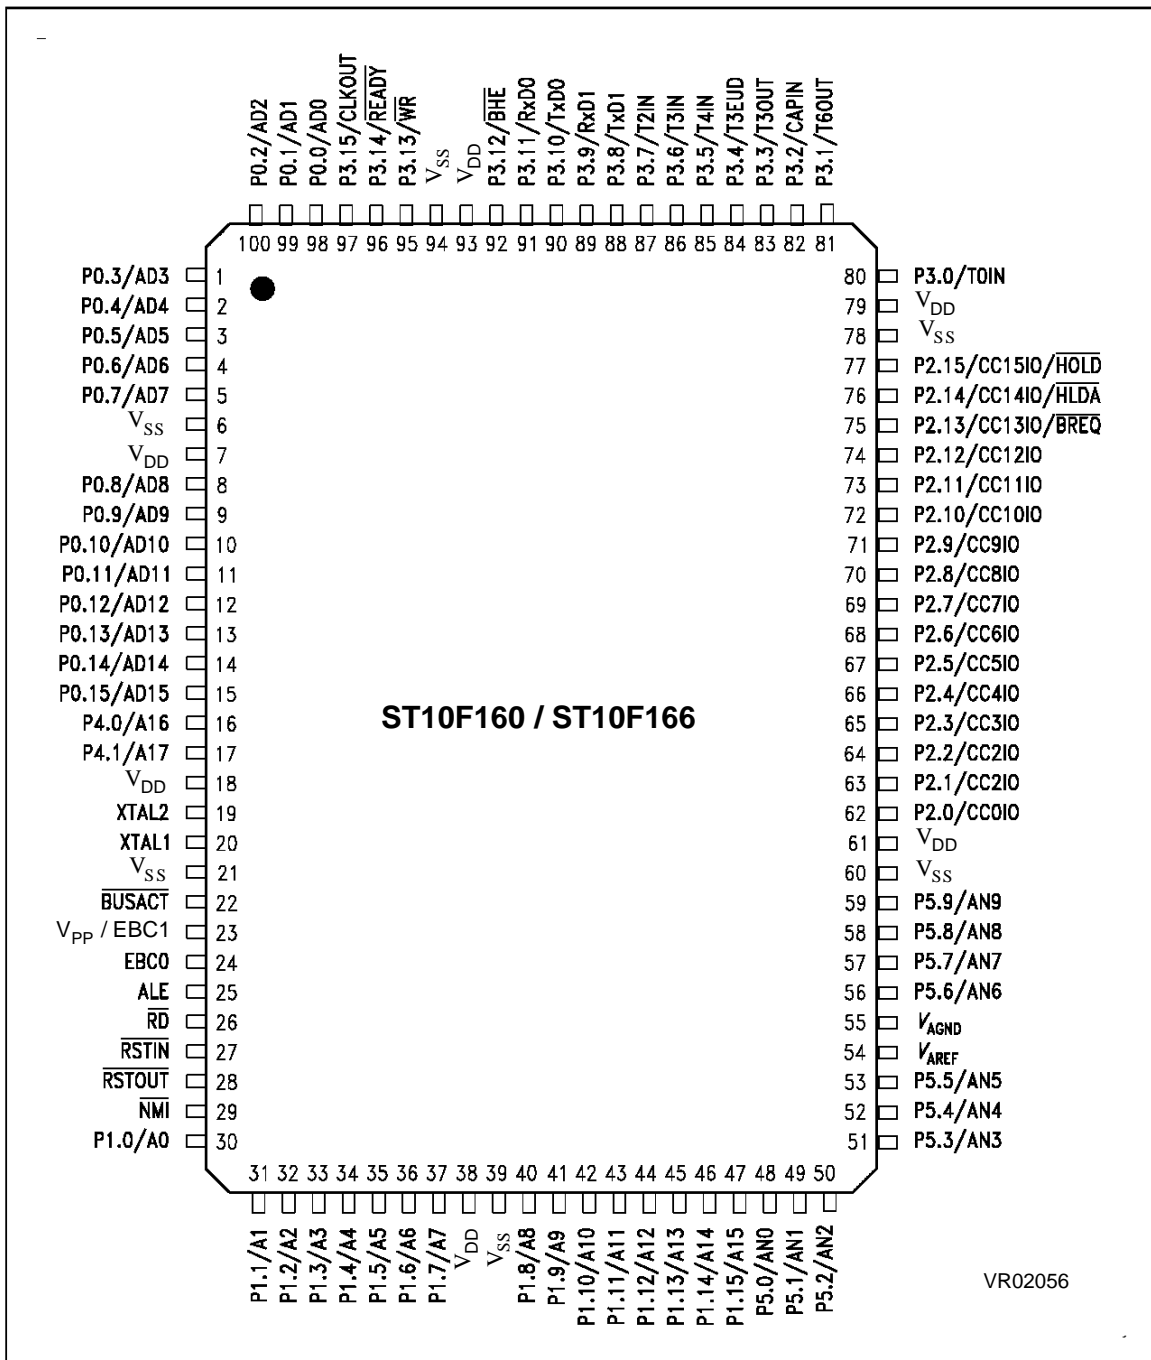 P0.2/AD2
P0.1/AD1
P0.0/AD0
P3.15/CLKOUT
P3.14/R̅E̅A̅D̅Y̅
P3.13/W̅R̅
VSS
VDD
P3.12/B̅H̅E̅
P3.11/RxD0
P3.10/TxD0
P3.9/RxD1
P3.8/TxD1
P3.7/T2IN
P3.6/T3IN
P3.5/T4IN
P3.4/T3EUD
P3.3/T3OUT
P3.2/CAPIN
P3.1/T6OUT
100 99 98 97 96 95 94 93 92 91 90 89 88 87 86 85 84 83 82 81
P0.3/AD3 1
P0.4/AD4 2
P0.5/AD5 3
P0.6/AD6 4
P0.7/AD7 5
VSS 6
VDD 7
P0.8/AD8 8
P0.9/AD9 9
P0.10/AD10 10
P0.11/AD11 11
P0.12/AD12 12
P0.13/AD13 13
P0.14/AD14 14
P0.15/AD15 15
P4.0/A16 16
P4.1/A17 17
VDD 18
XTAL2 19
XTAL1 20
VSS 21
B̅U̅S̅A̅C̅T̅ 22
VPP / EBC1 23
EBC0 24
ALE 25
R̅D̅ 26
R̅S̅T̅I̅N̅ 27
R̅S̅T̅O̅U̅T̅ 28
N̅M̅I̅ 29
P1.0/A0 30
ST10F160 / ST10F166
80 P3.0/T0IN
79 VDD
78 VSS
77 P2.15/CC15IO/H̅O̅L̅D̅
76 P2.14/CC14IO/H̅L̅D̅A̅
75 P2.13/CC13IO/B̅R̅E̅Q̅
74 P2.12/CC12IO
73 P2.11/CC11IO
72 P2.10/CC10IO
71 P2.9/CC9IO
70 P2.8/CC8IO
69 P2.7/CC7IO
68 P2.6/CC6IO
67 P2.5/CC5IO
66 P2.4/CC4IO
65 P2.3/CC3IO
64 P2.2/CC2IO
63 P2.1/CC2IO
62 P2.0/CC0IO
61 VDD
60 VSS
59 P5.9/AN9
58 P5.8/AN8
57 P5.7/AN7
56 P5.6/AN6
55 VAGND
54 VAREF
53 P5.5/AN5
52 P5.4/AN4
51 P5.3/AN3
31 32 33 34 35 36 37 38 39 40 41 42 43 44 45 46 47 48 49 50
P1.1/A1
P1.2/A2
P1.3/A3
P1.4/A4
P1.5/A5
P1.6/A6
P1.7/A7
VDD
VSS
P1.8/A8
P1.9/A9
P1.10/A10
P1.11/A11
P1.12/A12
P1.13/A13
P1.14/A14
P1.15/A15
P5.0/AN0
P5.1/AN1
P5.2/AN2
VR02056